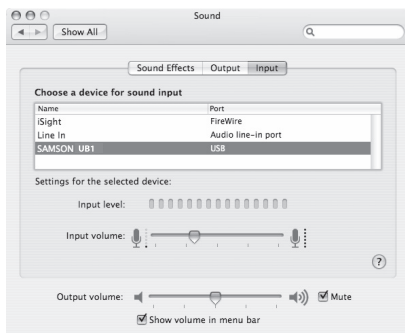 Sound
Show All
Sound Effects Output Input
Choose a device for sound input
Name Port
iSight FireWire
Line In Audio line-in port
SAMSON UB1 USB
Settings for the selected device:
Input level:
Input volume:
?
Output volume: Mute
Show volume in menu bar